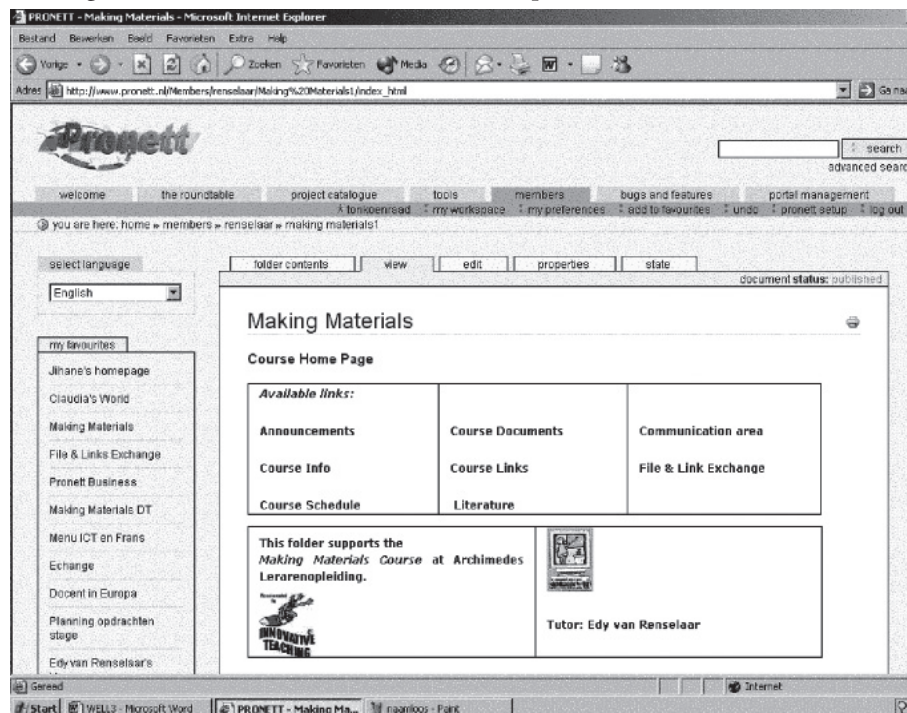 PRONETT - Making Materials - Microsoft Internet Explorer
Bestand Bewerken Beeld Favorieten Extra Help
Vorige Zoeken Favorieten Media
Adres http://www.pronett.nl/Members/renselaar/Making%20Materials1/index_html Ga naa
Pronett
search
advanced searc
welcome the roundtable project catalogue tools members bugs and features portal management
tonkoenraad my workspace my preferences add to favourites undo pronett setup log out
you are here: home » members » renselaar » making materials1
select language
English
folder contents view edit properties state
document status: published
my favourites
Jihane's homepage
Claudia's World
Making Materials
File & Links Exchange
Pronett Business
Making Materials DT
Menu ICT en Frans
Echange
Docent in Europa
Planning opdrachten
stage
Edy van Renselaar's
Making Materials
Course Home Page
Available links:
Announcements Course Documents Communication area
Course Info Course Links File & Link Exchange
Course Schedule Literature
This folder supports the
Making Materials Course at Archimedes
Lerarenopleiding.
INNOVATIVE
TEACHING
Tutor: Edy van Renselaar
Gereed Internet
Start WELL3 - Microsoft Word PRONETT - Making Ma... naamloos - Paint